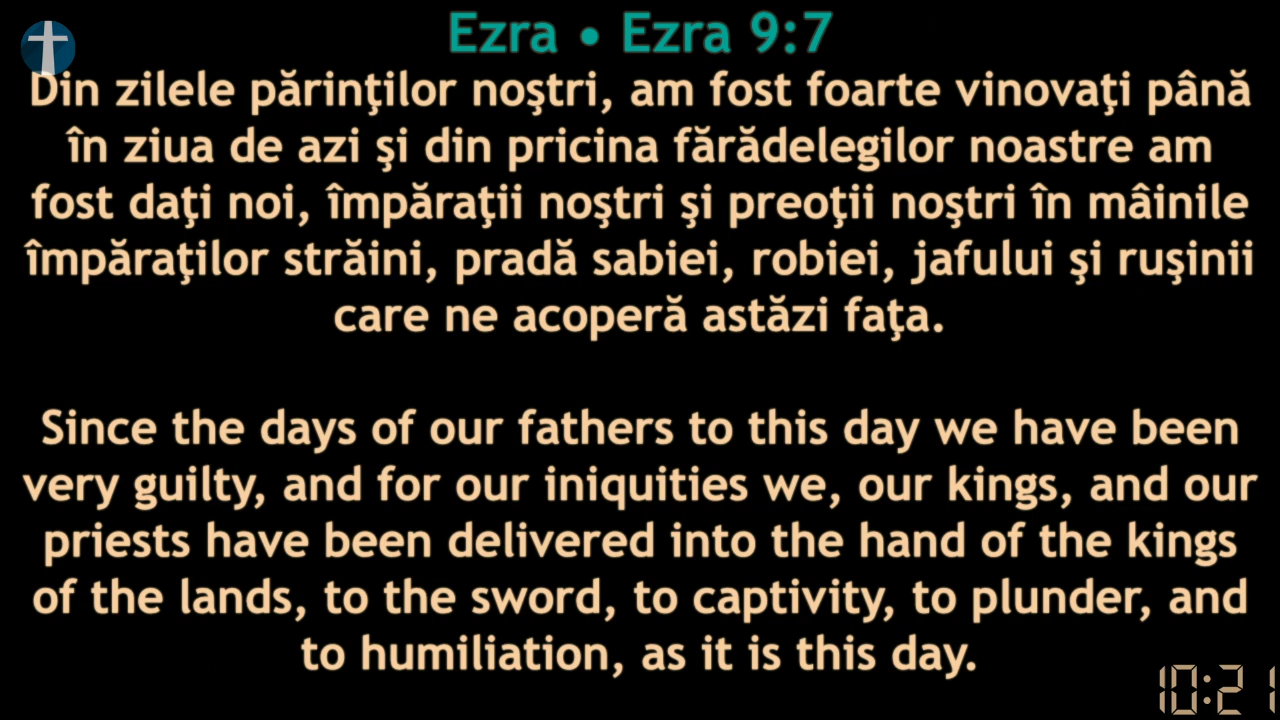 Ezra • Ezra 9:7
Din zilele părinţilor noştri, am fost foarte vinovaţi până
în ziua de azi şi din pricina fărădelegilor noastre am
fost daţi noi, împăraţii noştri şi preoţii noştri în mâinile
împăraţilor străini, pradă sabiei, robiei, jafului şi ruşinii
care ne acoperă astăzi faţa.
Since the days of our fathers to this day we have been
very guilty, and for our iniquities we, our kings, and our
priests have been delivered into the hand of the kings
of the lands, to the sword, to captivity, to plunder, and
to humiliation, as it is this day.
10:21